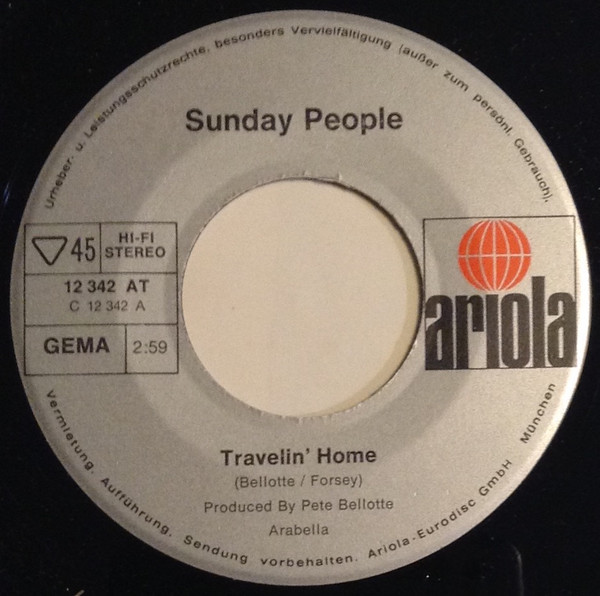 Urheber- u. Leistungsschutzrechte, besonders Vervielfältigung (außer zum persönl. Gebrauch),
Sunday People
45
HI-FI
STEREO
12 342 AT
C 12 342 A
GEMA
2:59
ariola
Travelin' Home
(Bellotte / Forsey)
Produced By Pete Bellotte
Arabella
Vermietung, Aufführung, Sendung vorbehalten. Ariola-Eurodisc GmbH München